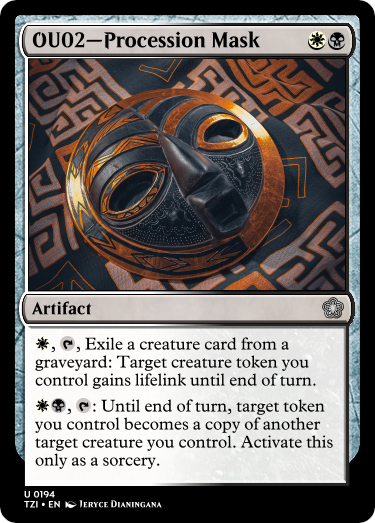 OU02—Procession Mask
Artifact
, , Exile a creature card from a
graveyard: Target creature token you
control gains lifelink until end of turn.
, : Until end of turn, target token
you control becomes a copy of another
target creature you control. Activate this
only as a sorcery.
U 0194
TZI • EN Jeryce Dianingana